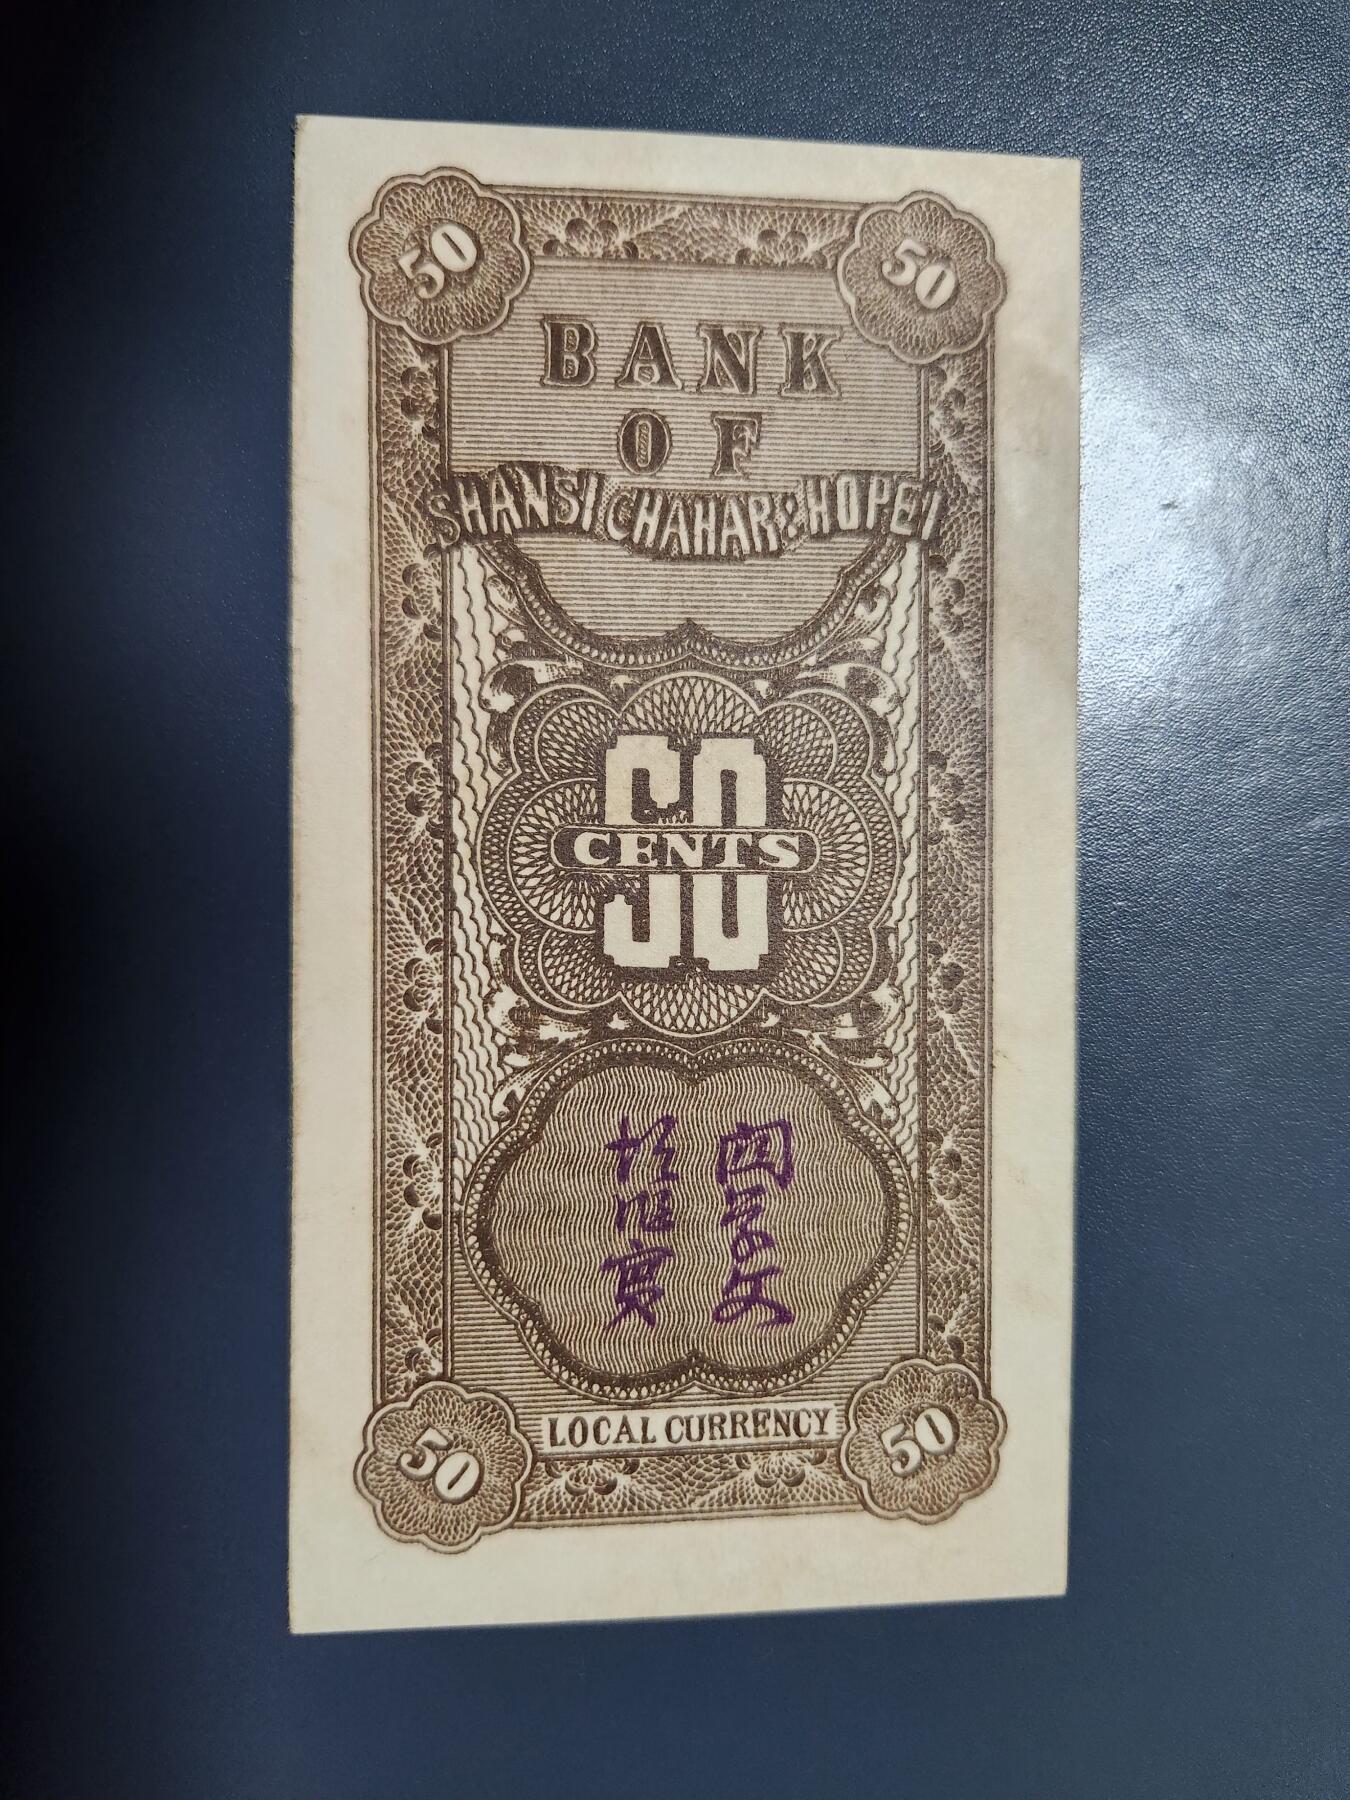 50 50
BANK
OF
SHANSI CHAHAR & HOPEI
50
CENTS
LOCAL CURRENCY
50 50